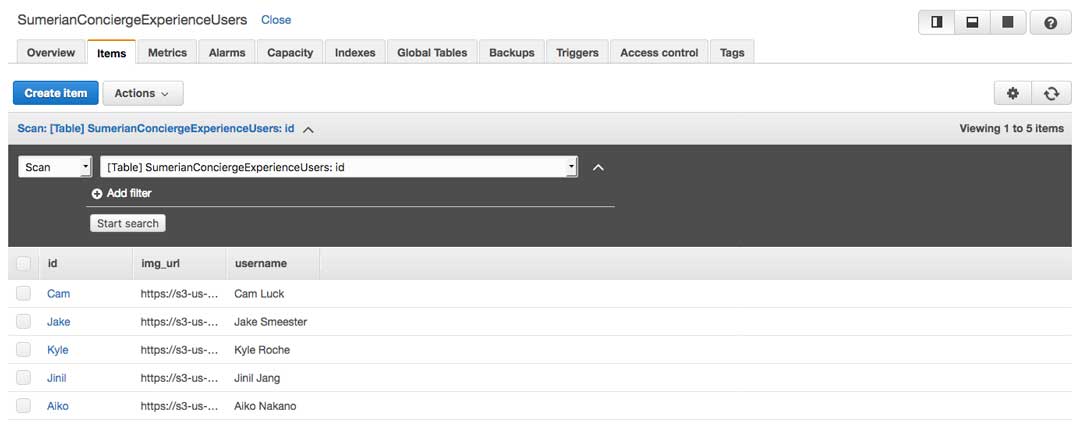 SumerianConciergeExperienceUsers Close
Overview Items Metrics Alarms Capacity Indexes Global Tables Backups Triggers Access control Tags
Create item Actions
Scan: [Table] SumerianConciergeExperienceUsers: id Viewing 1 to 5 items
Scan [Table] SumerianConciergeExperienceUsers: id
Add filter
Start search
id img_url username
Cam https://s3-us-... Cam Luck
Jake https://s3-us-... Jake Smeester
Kyle https://s3-us-... Kyle Roche
Jinil https://s3-us-... Jinil Jang
Aiko https://s3-us-... Aiko Nakano